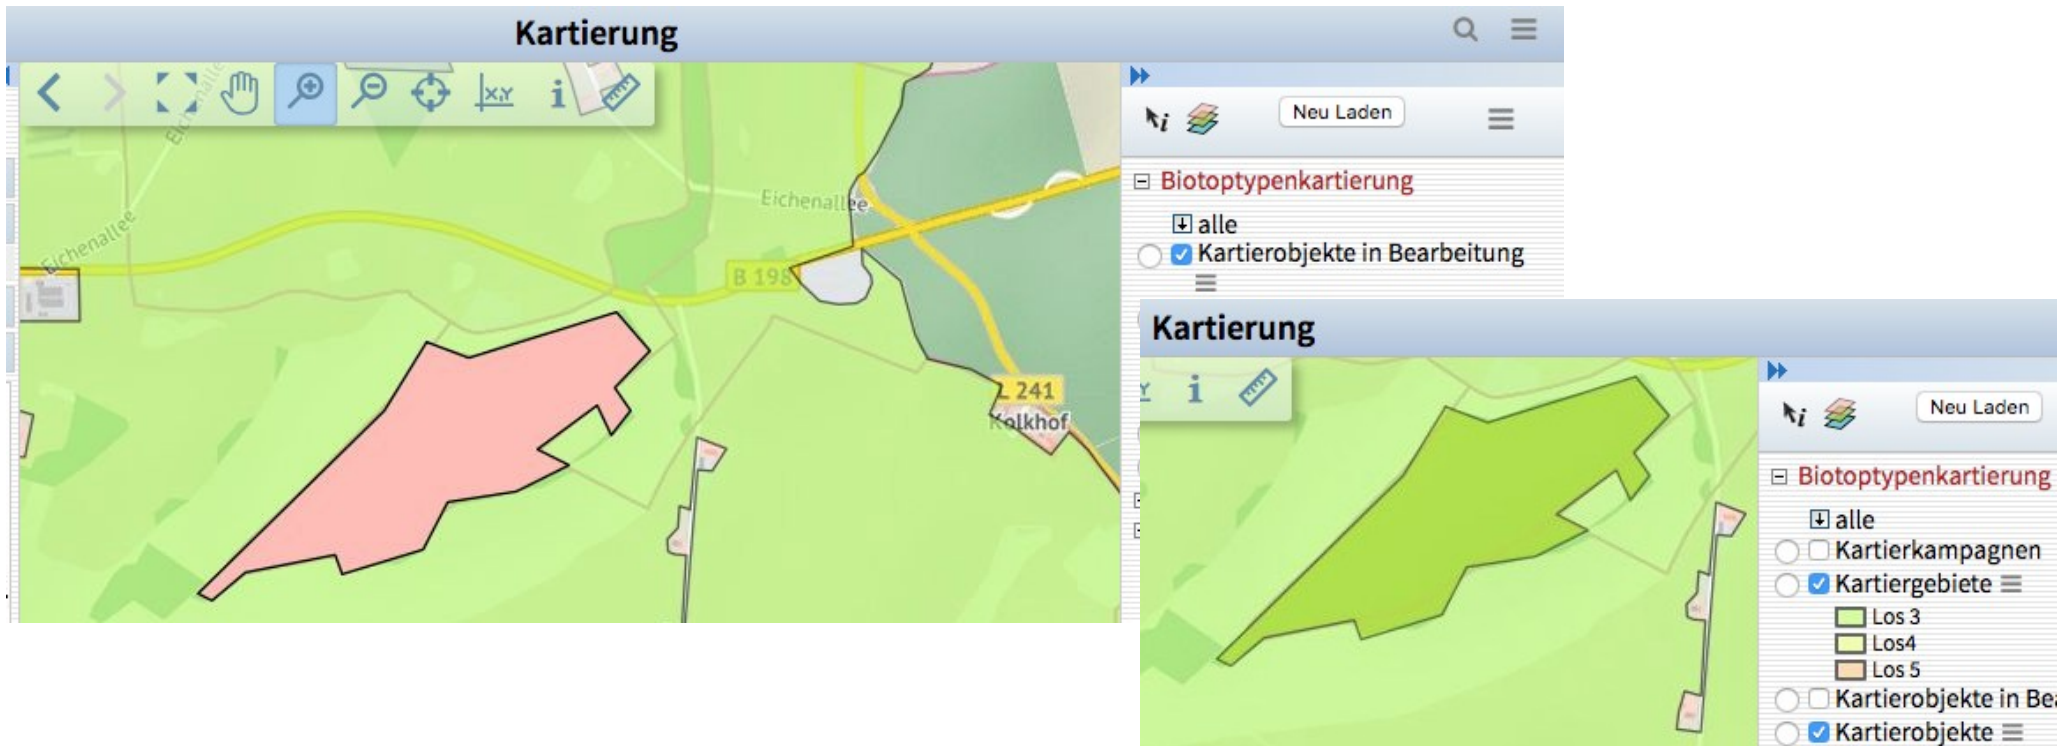 Kartierung
Eichenallee
X,Y
i
Neu Laden
i
Biotoptypenkartierung
alle
Kartierobjekte in Bearbeitung
Eichenallee
Eichenallee
B 198
L 241
Kolkhof
Kartierung
i
Neu Laden
i
Biotoptypenkartierung
alle
Kartierkampagnen
Kartiergebiete
Los 3
Los4
Los 5
Kartierobjekte in Bea
Kartierobjekte